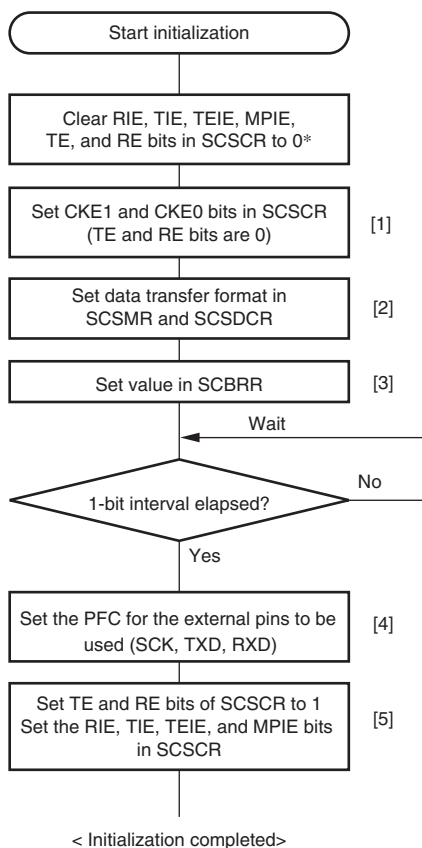 Start initialization
Clear RIE, TIE, TEIE, MPIE,
TE, and RE bits in SCSCR to 0*
Set CKE1 and CKE0 bits in SCSCR
(TE and RE bits are 0)
[1]
Set data transfer format in
SCSMR and SCSDCR
[2]
Set value in SCBRR
[3]
Wait
1-bit interval elapsed?
No
Yes
Set the PFC for the external pins to be
used (SCK, TXD, RXD)
[4]
Set TE and RE bits of SCSCR to 1
Set the RIE, TIE, TEIE, and MPIE bits
in SCSCR
[5]
< Initialization completed>